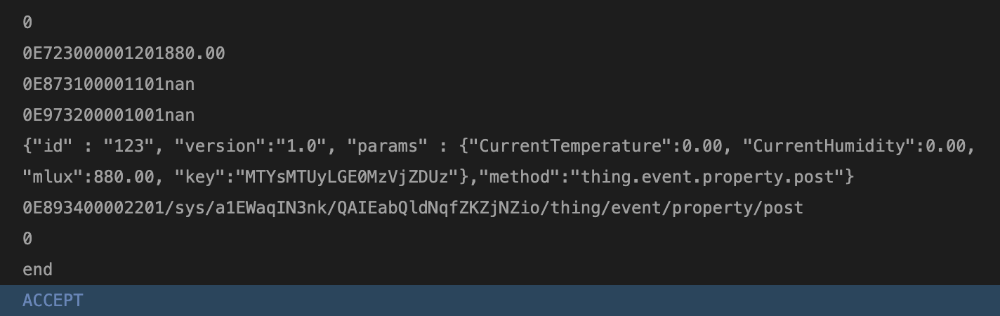 0
0E723000001201880.00
0E873100001101nan
0E973200001001nan
{"id" : "123", "version":"1.0", "params" : {"CurrentTemperature":0.00, "CurrentHumidity":0.00,
"mlux":880.00, "key":"MTYsMTUyLGE0MzVjZDUz"},"method":"thing.event.property.post"}
0E893400002201/sys/a1EWaqIN3nk/QAIEabQldNqfZKZjNZio/thing/event/property/post
0
end
ACCEPT